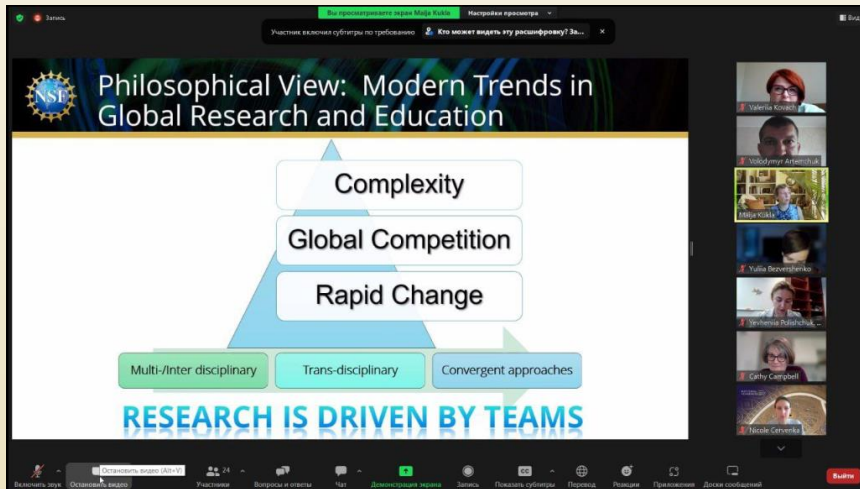 Запись
Вы просматриваете экран Maija Kukla
Настройки просмотра
Вид
Участник включил субтитры по требованию
Кто может видеть эту расшифровку? За...
NSF
Philosophical View: Modern Trends in
Global Research and Education
Complexity
Global Competition
Rapid Change
Multi-/Inter disciplinary
Trans-disciplinary
Convergent approaches
RESEARCH IS DRIVEN BY TEAMS
Valeriia Kovach
Volodymyr Artemchuk
Maija Kukla
Yuliia Bezvershenko
Yevheniia Polishchuk, ...
Cathy Campbell
Nicole Cervenka
Остановить видео (Alt+V)
24
Включить звук
Остановить видео
Участники
Вопросы и ответы
Чат
Демонстрация экрана
Запись
CC
Показать субтитры
Перевод
Реакции
Приложения
Доски сообщений
Выйти